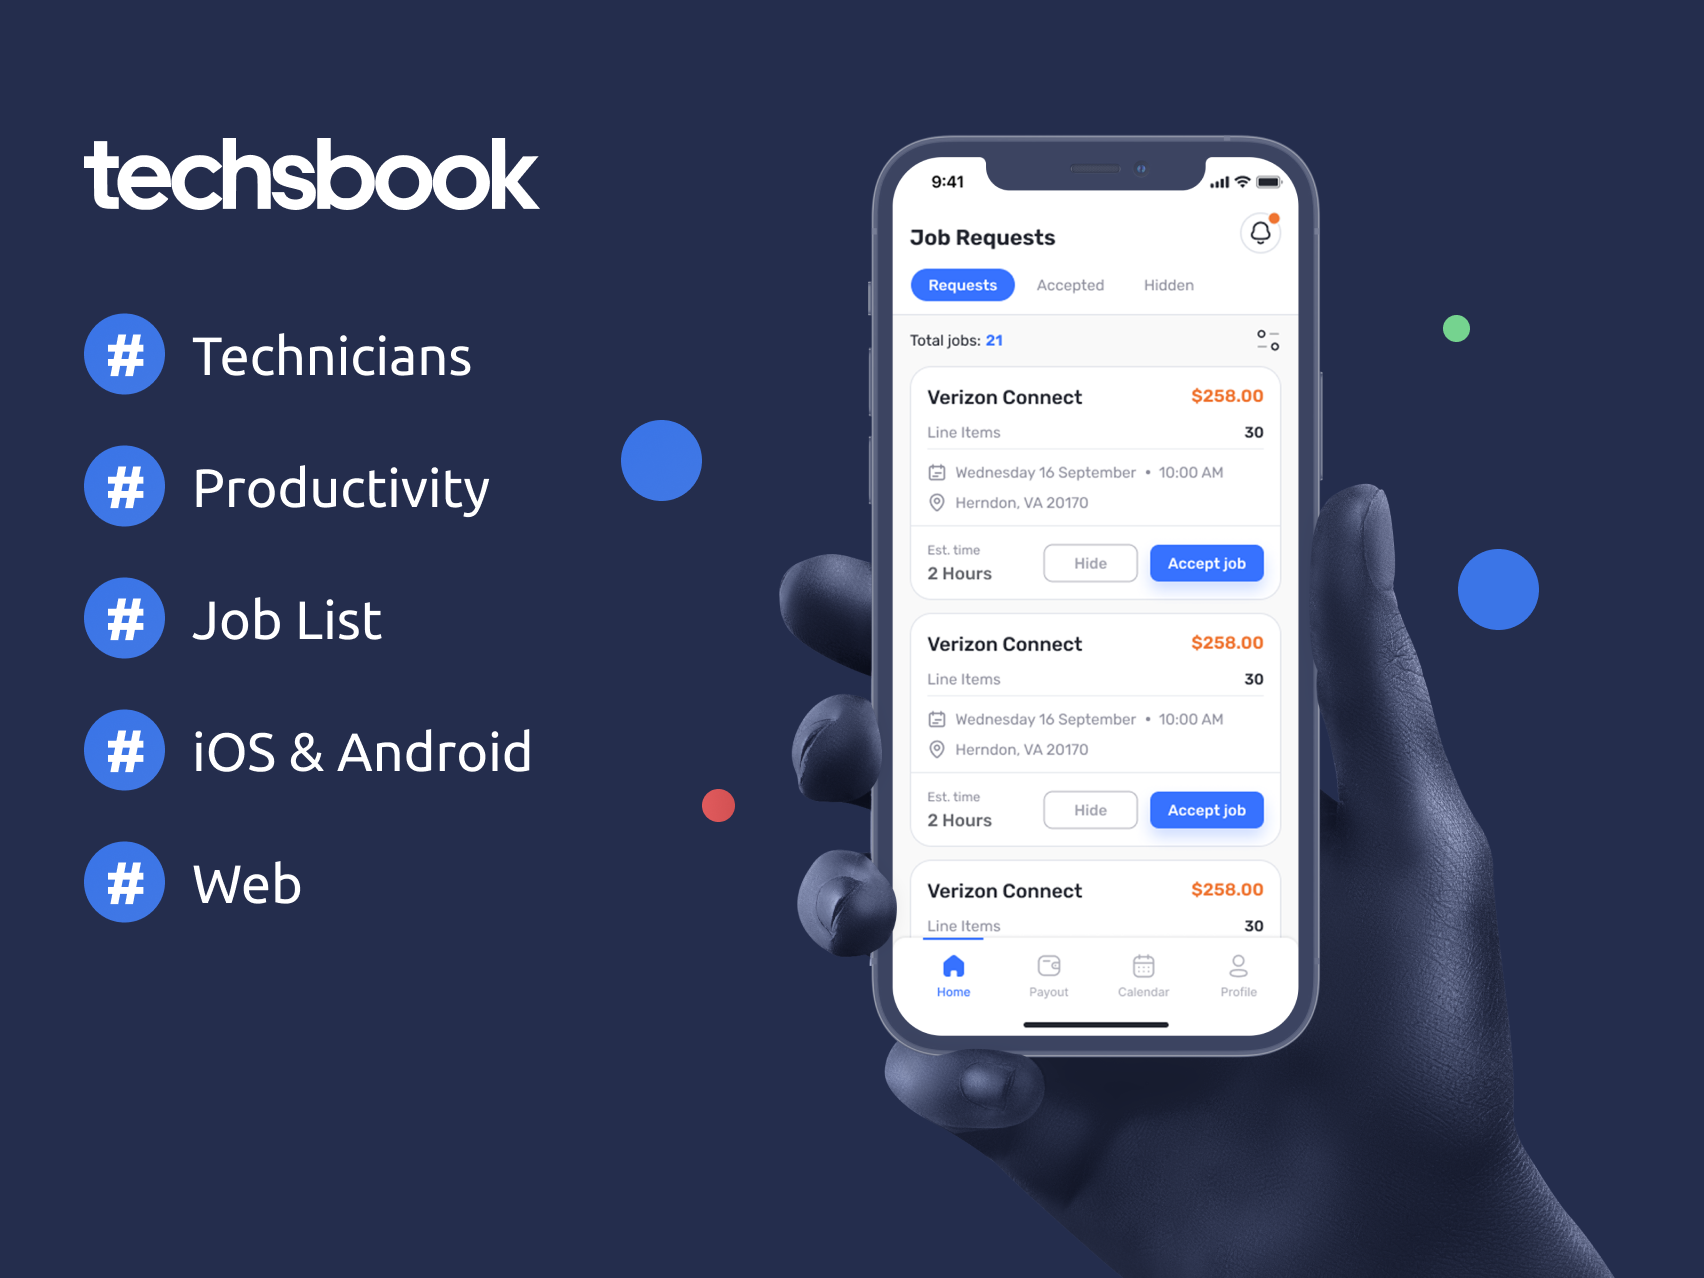 techsbook
# Technicians
# Productivity
# Job List
# iOS & Android
# Web
9:41
Job Requests
Requests Accepted Hidden
Total jobs: 21
Verizon Connect $258.00
Line Items 30
Wednesday 16 September • 10:00 AM
Herndon, VA 20170
Est. time
2 Hours Hide Accept job
Verizon Connect $258.00
Line Items 30
Wednesday 16 September • 10:00 AM
Herndon, VA 20170
Est. time
2 Hours Hide Accept job
Verizon Connect $258.00
Line Items 30
Home Payout Calendar Profile